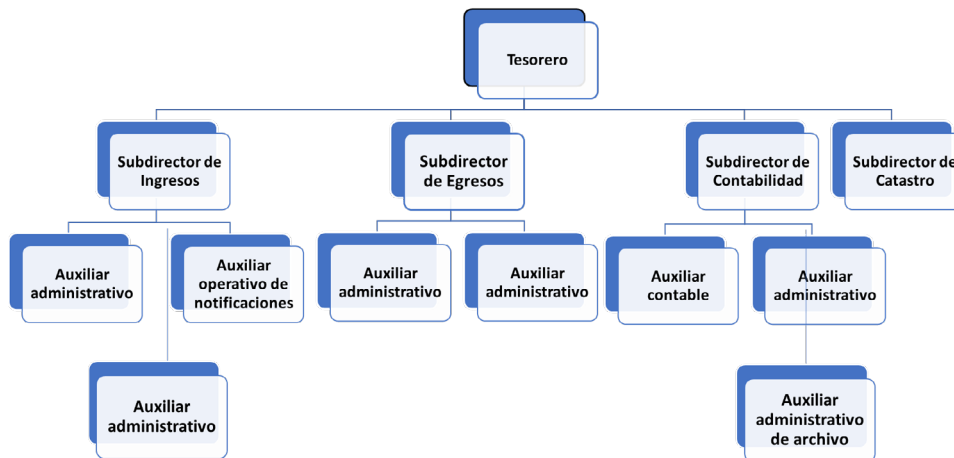 Tesorero
Subdirector de
Ingresos
Subdirector
de Egresos
Subdirector de
Contabilidad
Subdirector de
Catastro
Auxiliar
administrativo
Auxiliar
operativo de
notificaciones
Auxiliar
administrativo
Auxiliar
administrativo
Auxiliar
contable
Auxiliar
administrativo
Auxiliar
administrativo
Auxiliar
administrativo
de archivo